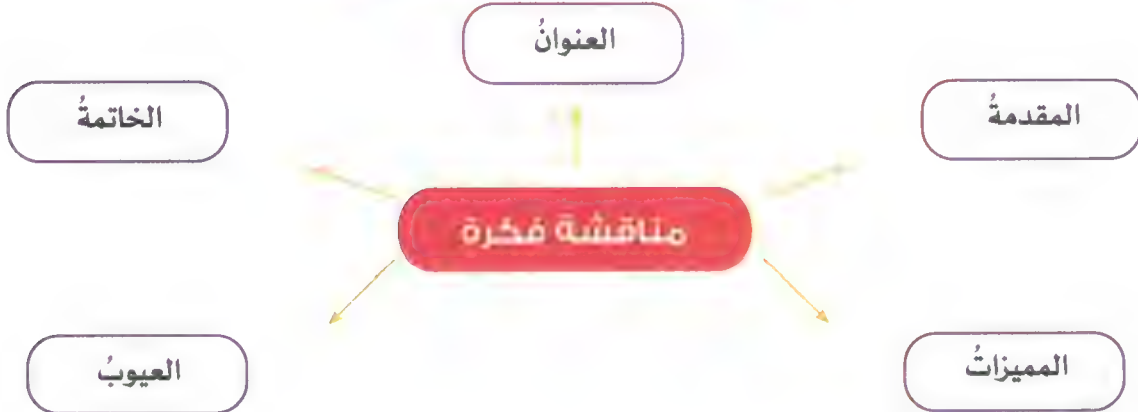 العنوانُ
المقدمةُ
الخاتمةُ
مناقشة فكرة
المميزاتُ
العيوبُ